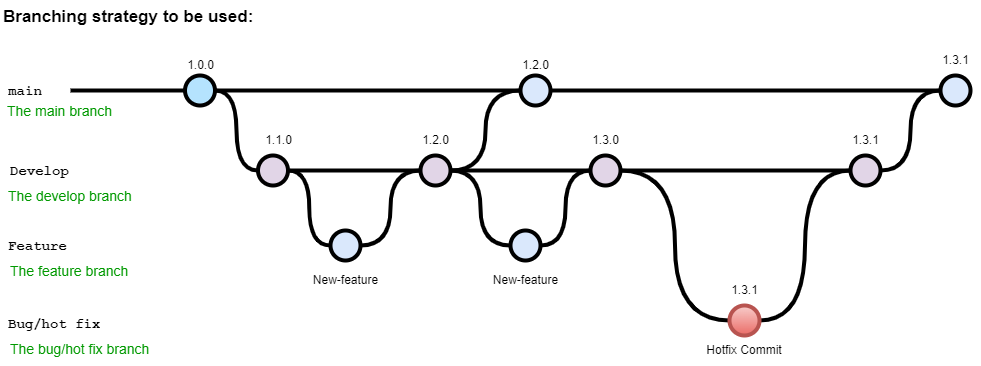 Branching strategy to be used:
1.0.0
1.2.0
1.3.1
main
The main branch
1.1.0
1.2.0
1.3.0
1.3.1
Develop
The develop branch
Feature
The feature branch
New-feature
New-feature
1.3.1
Bug/hot fix
The bug/hot fix branch
Hotfix Commit